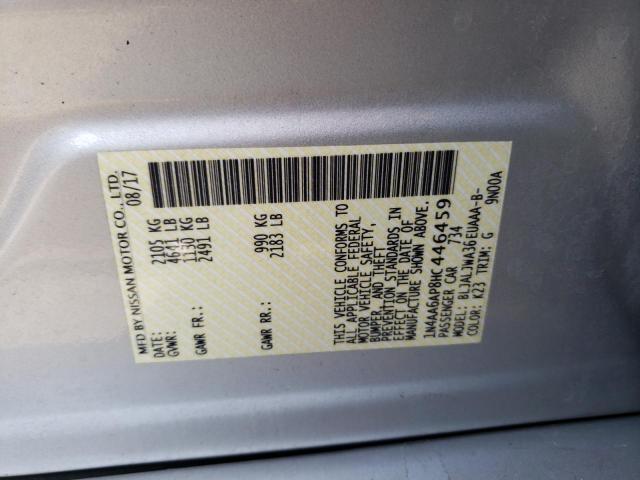 MFD BY NISSAN MOTOR CO., LTD.
DATE: 08/17
GVWR: 2105 KG
4641 LB
GAWR FR.: 1130 KG
2491 LB
GAWR RR.: 990 KG
2183 LB
THIS VEHICLE CONFORMS TO
ALL APPLICABLE FEDERAL
MOTOR VEHICLE SAFETY,
BUMPER, AND THEFT
PREVENTION STANDARDS IN
EFFECT ON THE DATE OF
MANUFACTURE SHOWN ABOVE.
1N4AA6AP8HC446459
PASSENGER CAR 734
MODEL: BLJALJWA36EUAAA-B-
COLOR: K23 TRIM: G 9N00A